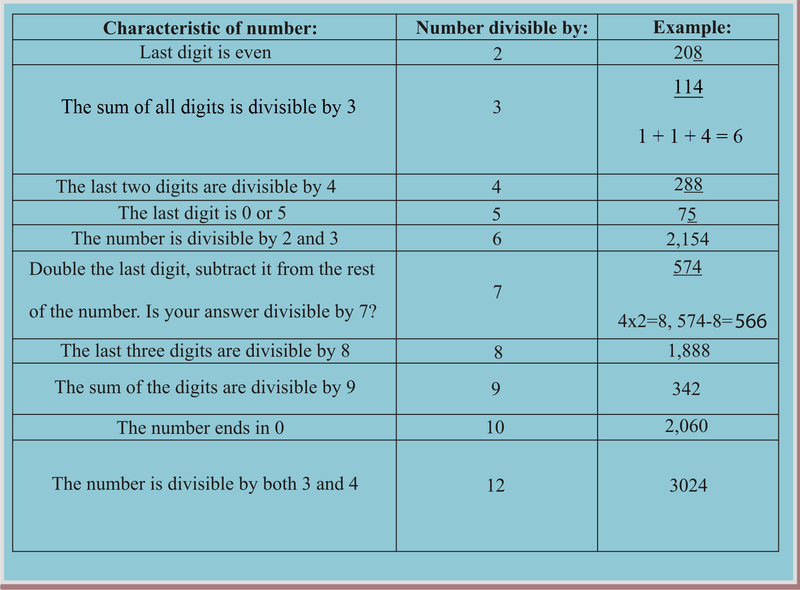 Characteristic of number: Number divisible by: Example:
Last digit is even 2 208
The sum of all digits is divisible by 3 3 114
1 + 1 + 4 = 6
The last two digits are divisible by 4 4 288
The last digit is 0 or 5 5 75
The number is divisible by 2 and 3 6 2,154
Double the last digit, subtract it from the rest
of the number. Is your answer divisible by 7? 7 574
4x2=8, 574-8=566
The last three digits are divisible by 8 8 1,888
The sum of the digits are divisible by 9 9 342
The number ends in 0 10 2,060
The number is divisible by both 3 and 4 12 3024